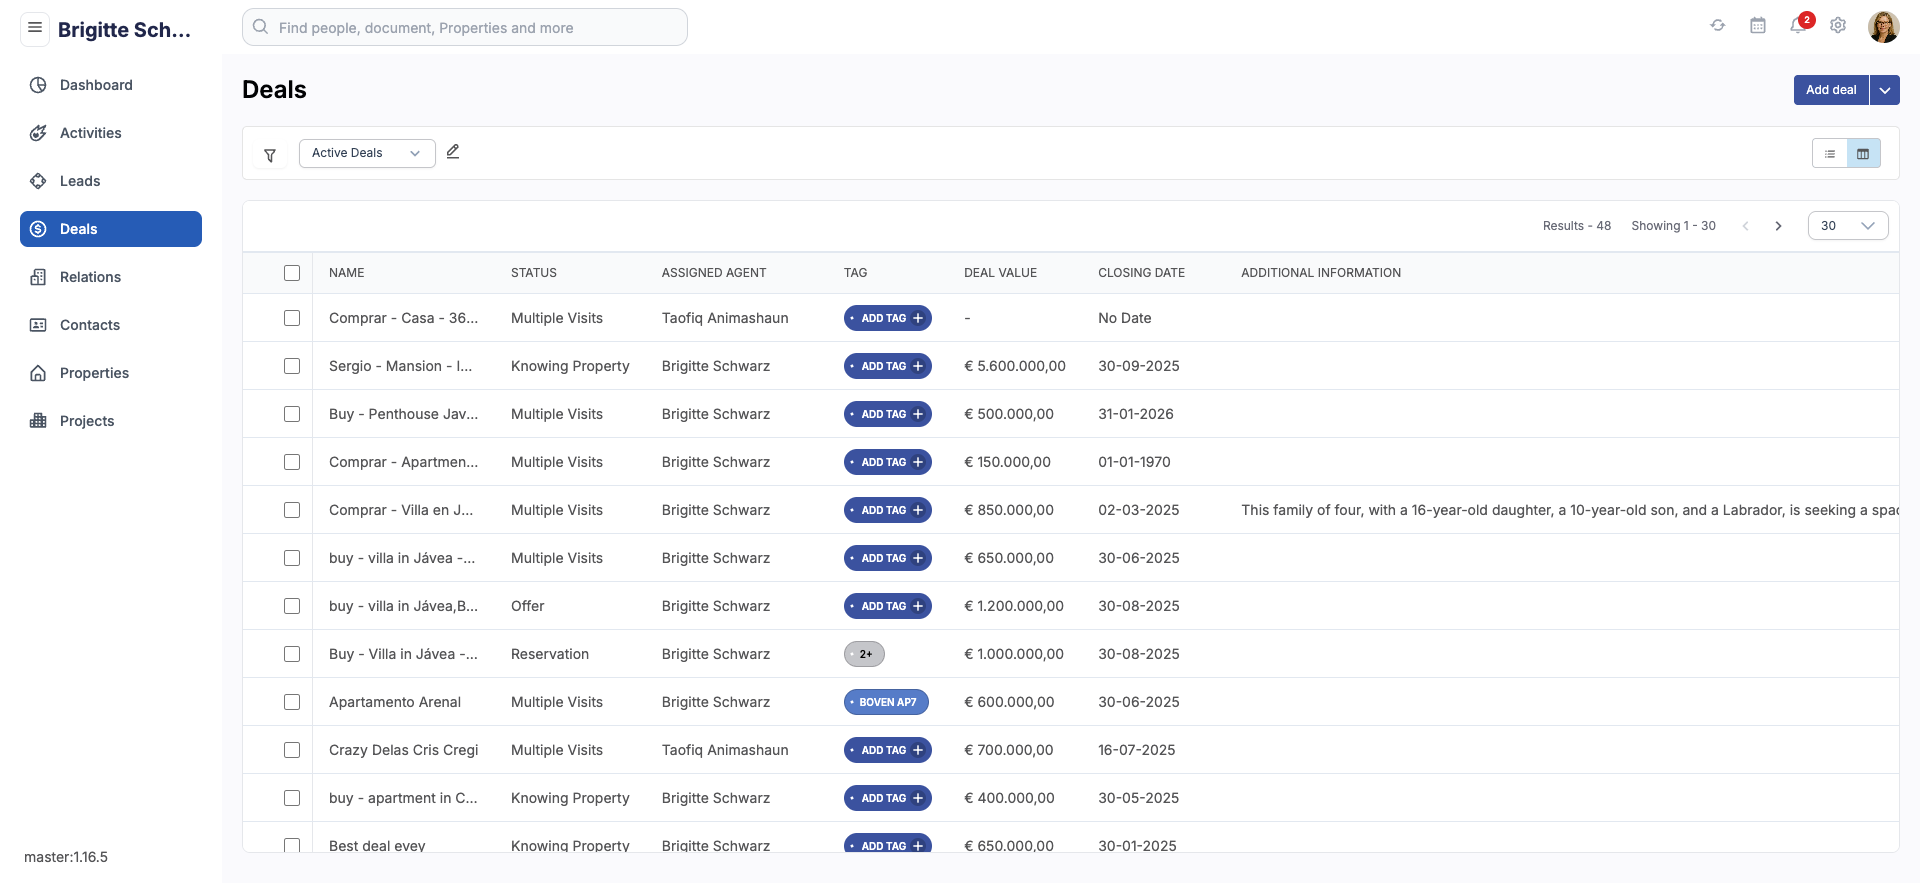 Brigitte Sch...
Find people, document, Properties and more
2
Dashboard
Activities
Leads
Deals
Relations
Contacts
Properties
Projects
master:1.16.5
Deals
Add deal
Active Deals
Results - 48 Showing 1 - 30 30
NAME STATUS ASSIGNED AGENT TAG DEAL VALUE CLOSING DATE ADDITIONAL INFORMATION
Comprar - Casa - 36... Multiple Visits Taofiq Animashaun ADD TAG + - No Date
Sergio - Mansion - I... Knowing Property Brigitte Schwarz ADD TAG + € 5.600.000,00 30-09-2025
Buy - Penthouse Jav... Multiple Visits Brigitte Schwarz ADD TAG + € 500.000,00 31-01-2026
Comprar - Apartmen... Multiple Visits Brigitte Schwarz ADD TAG + € 150.000,00 01-01-1970
Comprar - Villa en J... Multiple Visits Brigitte Schwarz ADD TAG + € 850.000,00 02-03-2025 This family of four, with a 16-year-old daughter, a 10-year-old son, and a Labrador, is seeking a spac
buy - villa in Jávea -... Multiple Visits Brigitte Schwarz ADD TAG + € 650.000,00 30-06-2025
buy - villa in Jávea,B... Offer Brigitte Schwarz ADD TAG + € 1.200.000,00 30-08-2025
Buy - Villa in Jávea -... Reservation Brigitte Schwarz 2+ € 1.000.000,00 30-08-2025
Apartamento Arenal Multiple Visits Brigitte Schwarz BOVEN AP7 € 600.000,00 30-06-2025
Crazy Delas Cris Cregi Multiple Visits Taofiq Animashaun ADD TAG + € 700.000,00 16-07-2025
buy - apartment in C... Knowing Property Brigitte Schwarz ADD TAG + € 400.000,00 30-05-2025
Best deal evey Knowing Property Brigitte Schwarz ADD TAG + € 650.000,00 30-01-2025